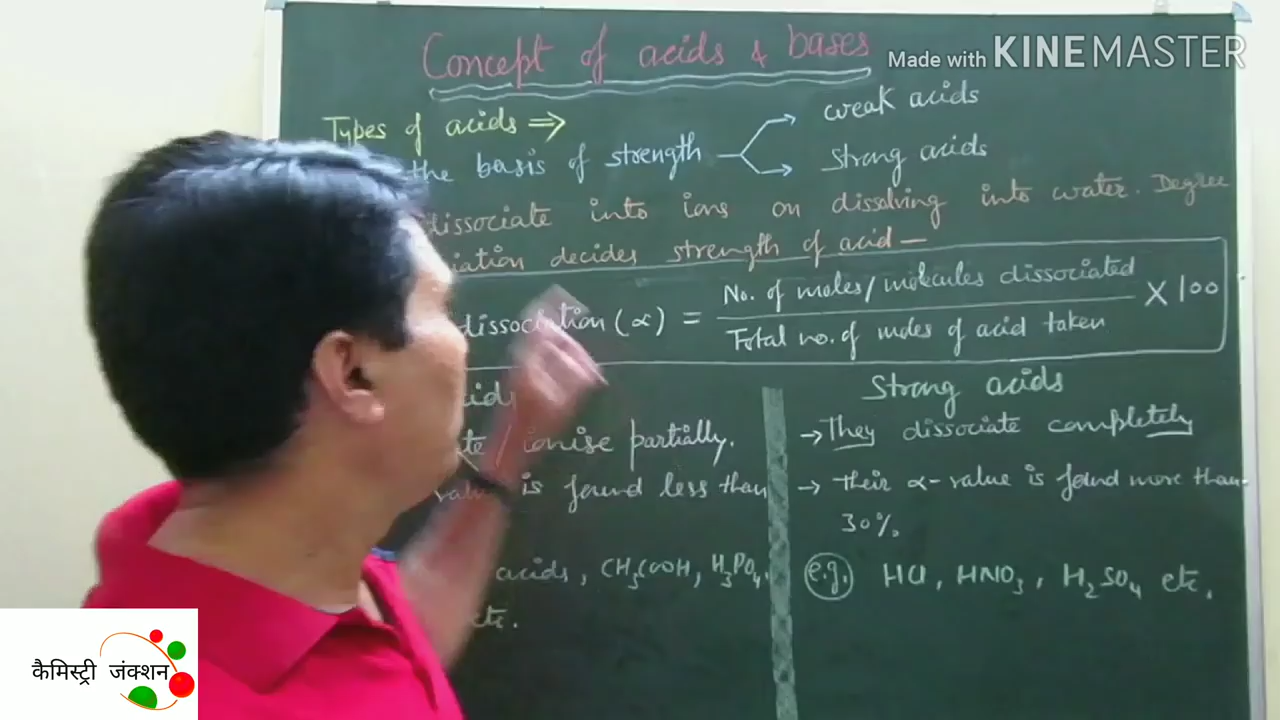 Concept of acids & bases
Made with KINEMASTER
Types of acids ⇒
the basis of strength
weak acids
strong acids
dissociate into ions on dissolving into water. Degree
decides strength of acid —
dissociation (α) = No. of moles/molecules dissociated × 100
Total no. of moles of acid taken
ionise partially.
value is found less than
acids, CH3COOH, H3PO4,
etc.
Strong acids
→ They dissociate completely
→ their α-value is found more than
30%
e.g. HCl, HNO3, H2SO4 etc.
कैमिस्ट्री जंक्शन